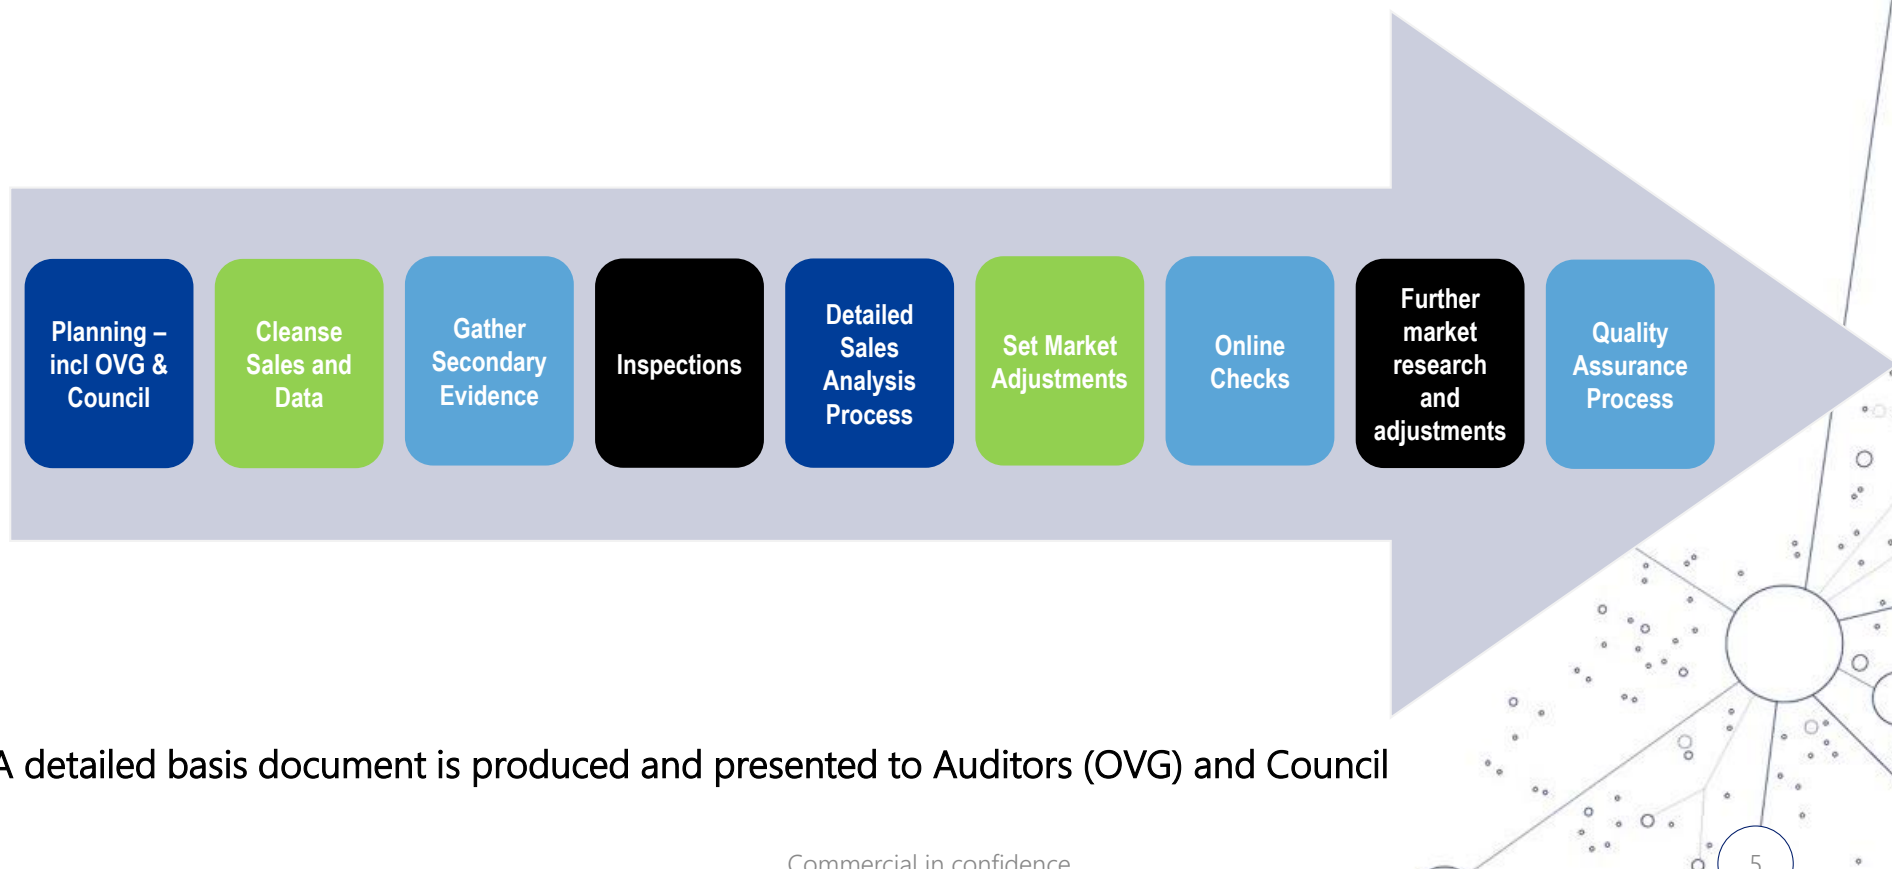 Planning –
incl OVG &
Council
Cleanse
Sales and
Data
Gather
Secondary
Evidence
Inspections
Detailed
Sales
Analysis
Process
Set Market
Adjustments
Online
Checks
Further
market
research
and
adjustments
Quality
Assurance
Process
A detailed basis document is produced and presented to Auditors (OVG) and Council
Commercial in confidence
5